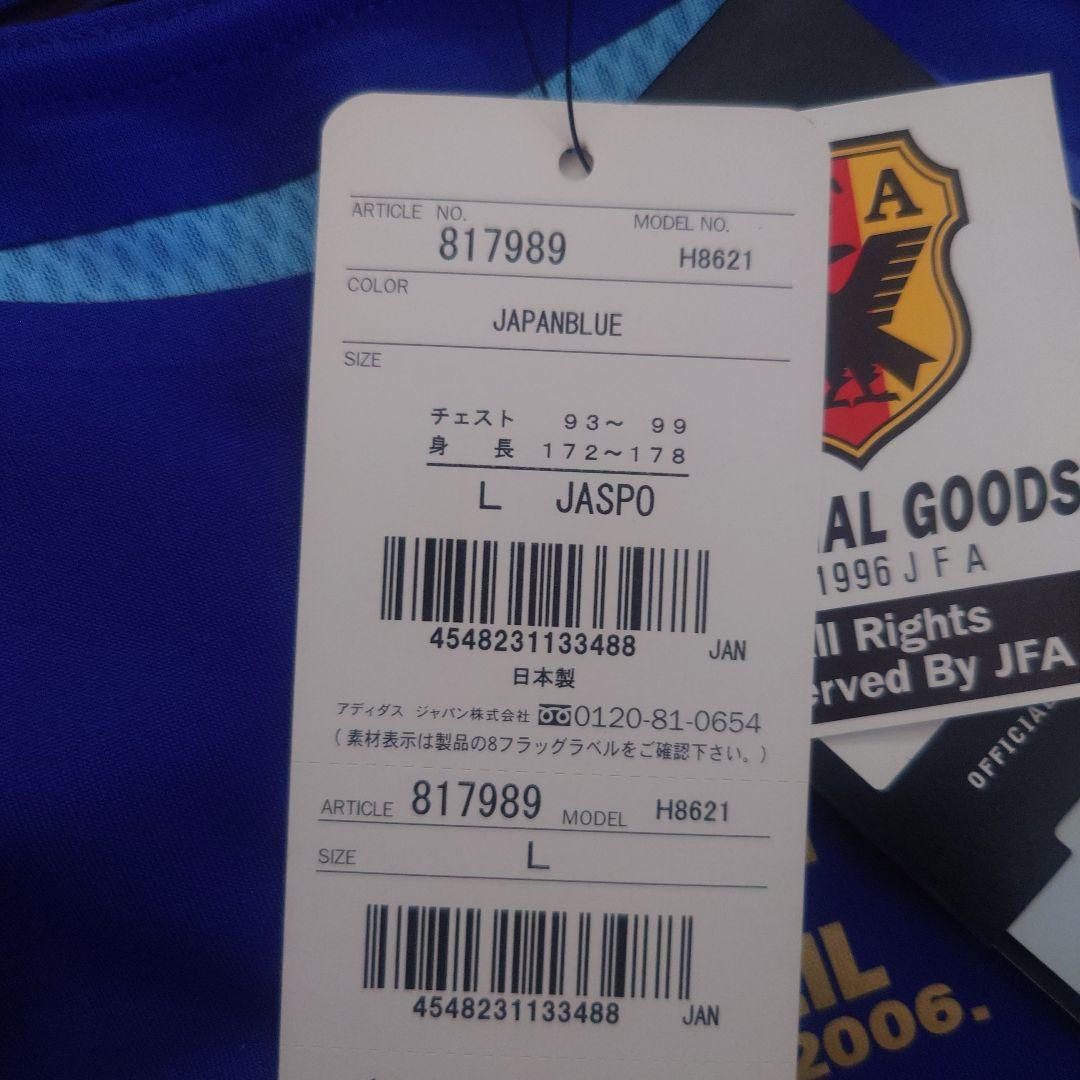 ARTICLE NO.
MODEL NO.
817989
H8621
COLOR
JAPANBLUE
SIZE
チェスト 93～ 99
身 長 172～178
L JASPO
4548231133488 JAN
日本製
アディダス ジャパン株式会社 0120-81-0654
(素材表示は製品の8フラッグラベルをご確認下さい。)
ARTICLE 817989 MODEL H8621
SIZE L
4548231133488 JAN
A
AL GOODS
1996 JFA
ll Rights
erved By JFA
OFFICIAL
IL
2006.